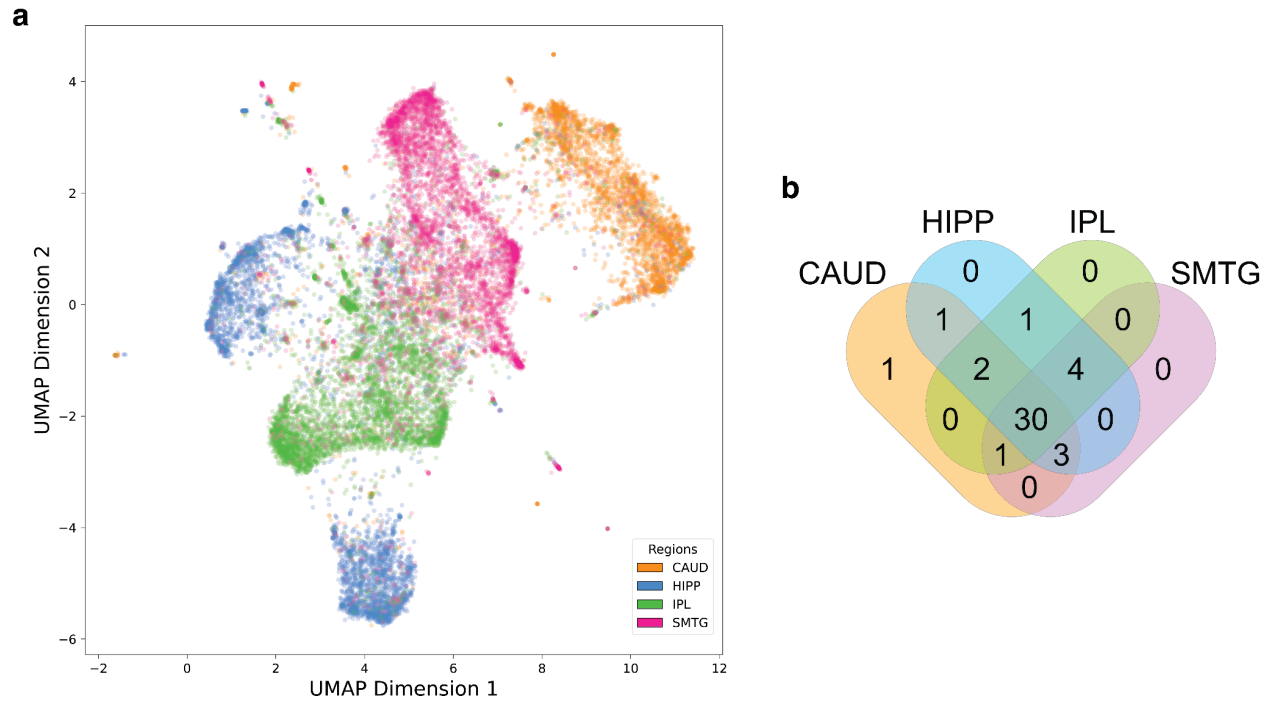 a
UMAP Dimension 2
4
2
0
−2
−4
−6
−2 0 2 4 6 8 10 12
UMAP Dimension 1
Regions
CAUD
HIPP
IPL
SMTG
b
HIPP IPL
CAUD SMTG
0 0
1 1 0
1 2 4 0
0 30 0
1 3
0